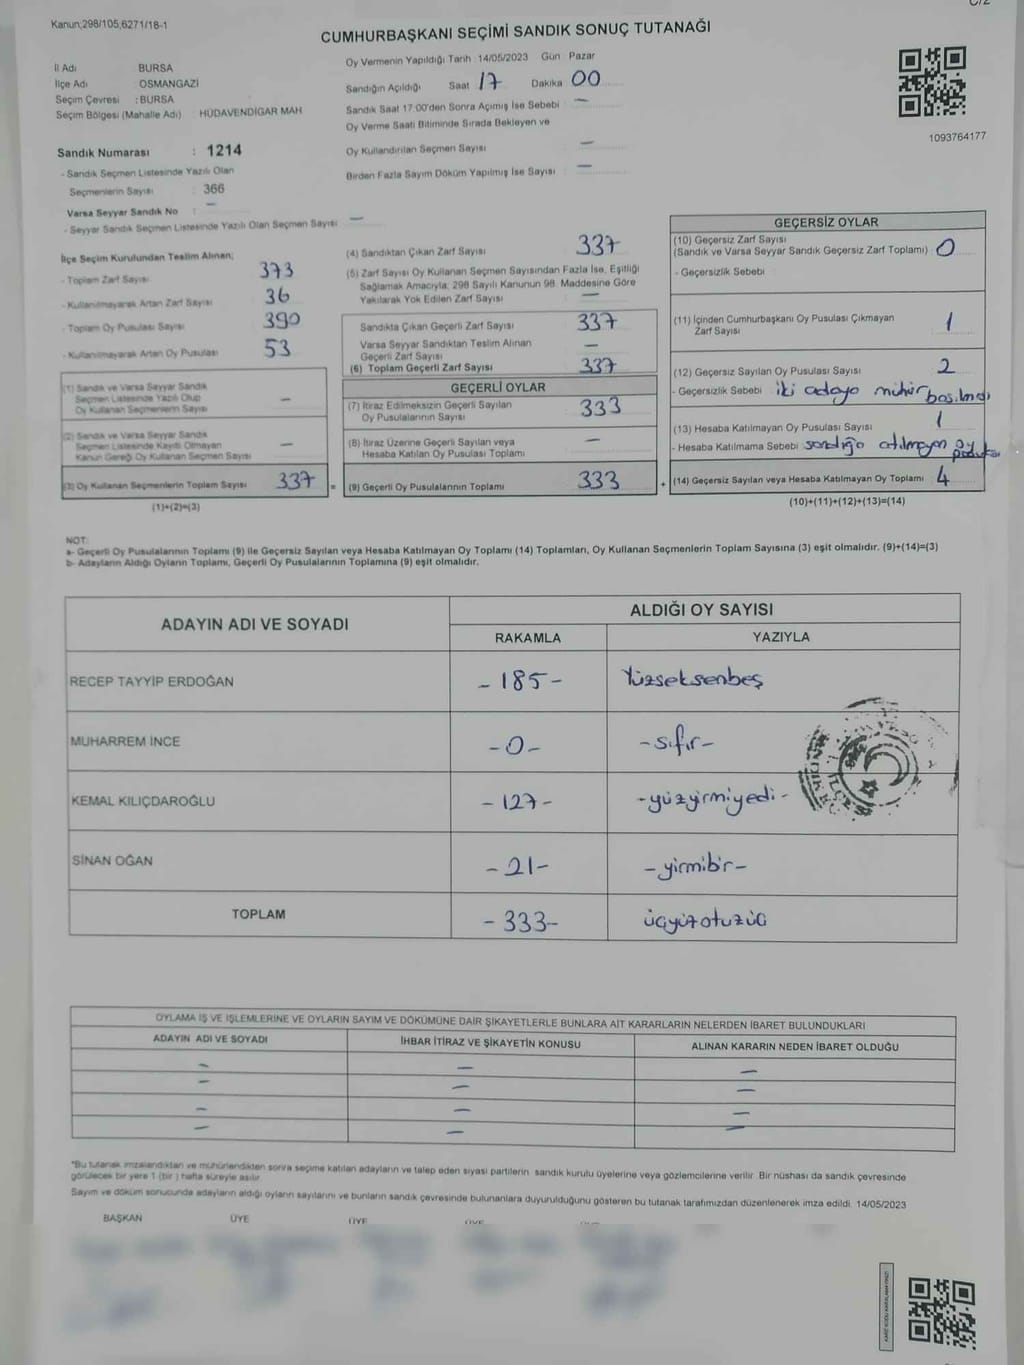 Kanun;298/105,6271/18-1
CUMHURBAŞKANI SEÇİMİ SANDIK SONUÇ TUTANAĞI
İl Adı BURSA
İlçe Adı OSMANGAZİ
Seçim Çevresi : BURSA
Seçim Bölgesi (Mahalle Adı) HÜDAVENDİGAR MAH
Oy Vermenin Yapıldığı Tarih 14/05/2023 Gün Pazar
Sandığın Açıldığı Saat 17 Dakika 00
Sandık Saat 17:00'den Sonra Açımış İse Sebebi —
Oy Verme Saati Bitiminde Sırada Bekleyen ve
Oy Kullandırılan Seçmen Sayısı —
Birden Fazla Sayım Döküm Yapılmış İse Sayısı —
1093764177
Sandık Numarası : 1214
- Sandık Seçmen Listesinde Yazılı Olan
Seçmenlerin Sayısı : 366
Varsa Seyyar Sandık No : —
- Seyyar Sandık Seçmen Listesinde Yazılı Olan Seçmen Sayısı —
İlçe Seçim Kurulundan Teslim Alınan;
- Toplam Zarf Sayısı 373
- Kullanılmayarak Artan Zarf Sayısı 36
- Toplam Oy Pusulası Sayısı 390
- Kullanılmayarak Artan Oy Pusulası 53
(1) Sandık ve Varsa Seyyar Sandık
Seçmen Listesinde Yazılı Olup
Oy Kullanan Seçmenlerin Sayısı —
(2) Sandık ve Varsa Seyyar Sandık
Seçmen Listesinde Kayıtlı Olmayan
Kanun Gereği Oy Kullanan Seçmen Sayısı —
(3) Oy Kullanan Seçmenlerin Toplam Sayısı 337 =
(1)+(2)=(3)
(4) Sandıktan Çıkan Zarf Sayısı 337
(5) Zarf Sayısı Oy Kullanan Seçmen Sayısından Fazla İse, Eşitliği
Sağlamak Amacıyla; 298 Sayılı Kanunun 98. Maddesine Göre
Yakılarak Yok Edilen Zarf Sayısı —
Sandıkta Çıkan Geçerli Zarf Sayısı 337
Varsa Seyyar Sandıktan Teslim Alınan
Geçerli Zarf Sayısı —
(6) Toplam Geçerli Zarf Sayısı 337
GEÇERLİ OYLAR
(7) İtiraz Edilmeksizin Geçerli Sayılan
Oy Pusulalarının Sayısı 333
(8) İtiraz Üzerine Geçerli Sayılan veya
Hesaba Katılan Oy Pusulası Toplamı —
(9) Geçerli Oy Pusulalarının Toplamı 333 +
GEÇERSİZ OYLAR
(10) Geçersiz Zarf Sayısı
(Sandık ve Varsa Seyyar Sandık Geçersiz Zarf Toplamı) 0
- Geçersizlik Sebebi
(11) İçinden Cumhurbaşkanı Oy Pusulası Çıkmayan
Zarf Sayısı 1
(12) Geçersiz Sayılan Oy Pusulası Sayısı 2
- Geçersizlik Sebebi iki adaya mühür basılmdı
(13) Hesaba Katılmayan Oy Pusulası Sayısı 1
- Hesaba Katılmama Sebebi sandığa atılmayan oy
(14) Geçersiz Sayılan veya Hesaba Katılmayan Oy Toplamı 4
(10)+(11)+(12)+(13)=(14)
NOT:
a- Geçerli Oy Pusulalarının Toplamı (9) ile Geçersiz Sayılan veya Hesaba Katılmayan Oy Toplamı (14) Toplamları, Oy Kullanan Seçmenlerin Toplam Sayısına (3) eşit olmalıdır. (9)+(14)=(3)
b- Adayların Aldığı Oyların Toplamı, Geçerli Oy Pusulalarının Toplamına (9) eşit olmalıdır.
ADAYIN ADI VE SOYADI
ALDIĞI OY SAYISI
RAKAMLA YAZIYLA
RECEP TAYYİP ERDOĞAN -185- Yüzseksenbeş
MUHARREM İNCE -0- -sıfır-
KEMAL KILIÇDAROĞLU -127- -yüzyirmiyedi-
SİNAN OĞAN -21- -yirmibir-
TOPLAM -333- üçyüzotuzüç
OYLAMA İŞ VE İŞLEMLERİNE VE OYLARIN SAYIM VE DÖKÜMÜNE DAİR ŞİKAYETLERLE BUNLARA AİT KARARLARIN NELERDEN İBARET BULUNDUKLARI
ADAYIN ADI VE SOYADI İHBAR İTİRAZ VE ŞİKAYETİN KONUSU ALINAN KARARIN NEDEN İBARET OLDUĞU
— — —
— — —
— — —
— — —
*Bu tutanak imzalandıktan ve mühürlendikten sonra seçime katılan adayların ve talep eden siyasi partilerin sandık kurulu üyelerine veya gözlemcilerine verilir. Bir nüshası da sandık çevresinde
görülecek bir yere 1 (bir ) hafta süreyle asılır.
Sayım ve döküm sonucunda adayların aldığı oyların sayılarını ve bunların sandık çevresinde bulunanlara duyurulduğunu gösteren bu tutanak tarafımızdan düzenlenerek imza edildi. 14/05/2023
BAŞKAN ÜYE ÜYE ÜYE